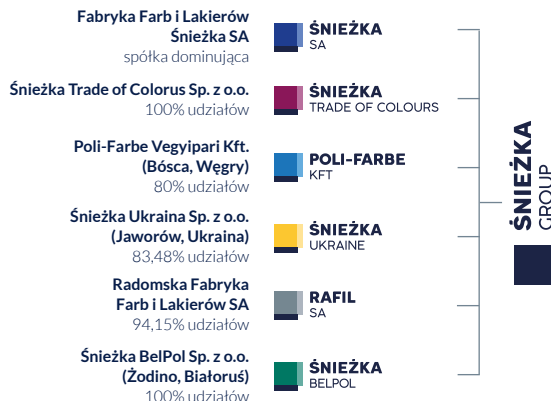 Fabryka Farb i Lakierów
Śnieżka SA
spółka dominująca
ŚNIEŻKA
SA
Śnieżka Trade of Colorus Sp. z o.o.
100% udziałów
ŚNIEŻKA
TRADE OF COLOURS
Poli-Farbe Vegyipari Kft.
(Bósca, Węgry)
80% udziałów
POLI-FARBE
KFT
Śnieżka Ukraina Sp. z o.o.
(Jaworów, Ukraina)
83,48% udziałów
ŚNIEŻKA
UKRAINE
Radomska Fabryka
Farb i Lakierów SA
94,15% udziałów
RAFIL
SA
Śnieżka BelPol Sp. z o.o.
(Żodino, Białoruś)
100% udziałów
ŚNIEŻKA
BELPOL
ŚNIEŻKA
GROUP